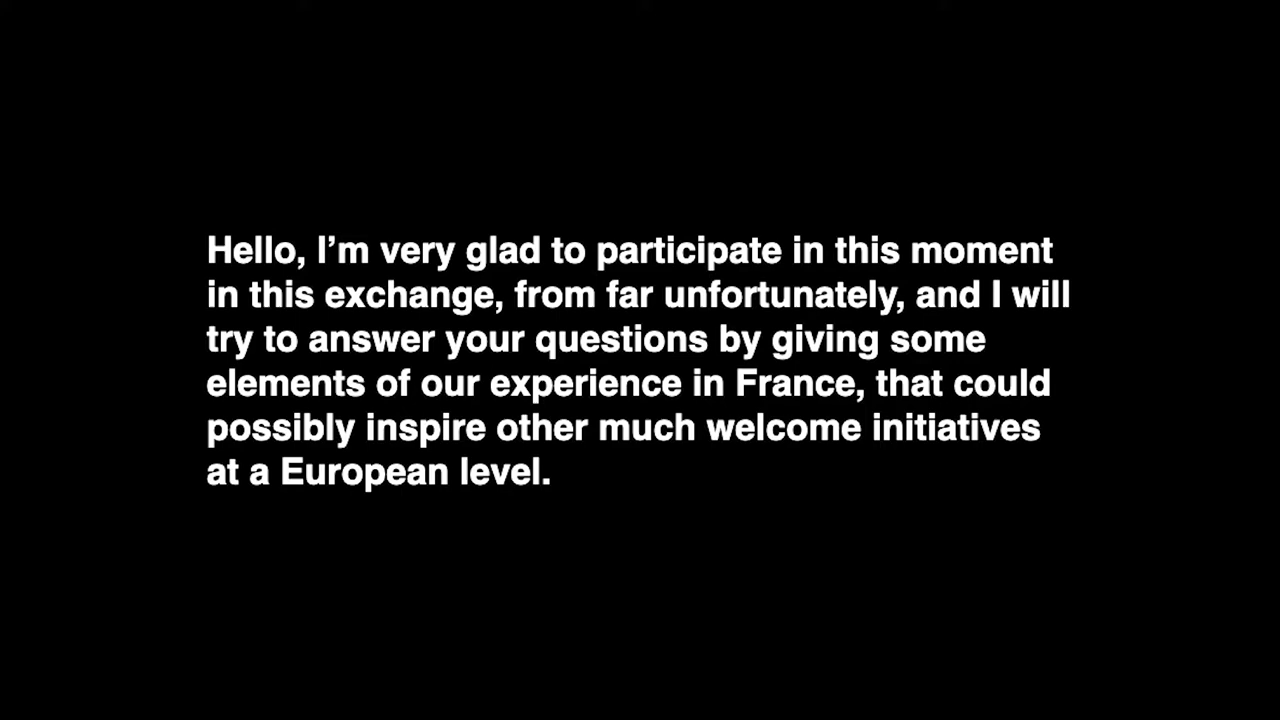 Hello, I’m very glad to participate in this moment
in this exchange, from far unfortunately, and I will
try to answer your questions by giving some
elements of our experience in France, that could
possibly inspire other much welcome initiatives
at a European level.